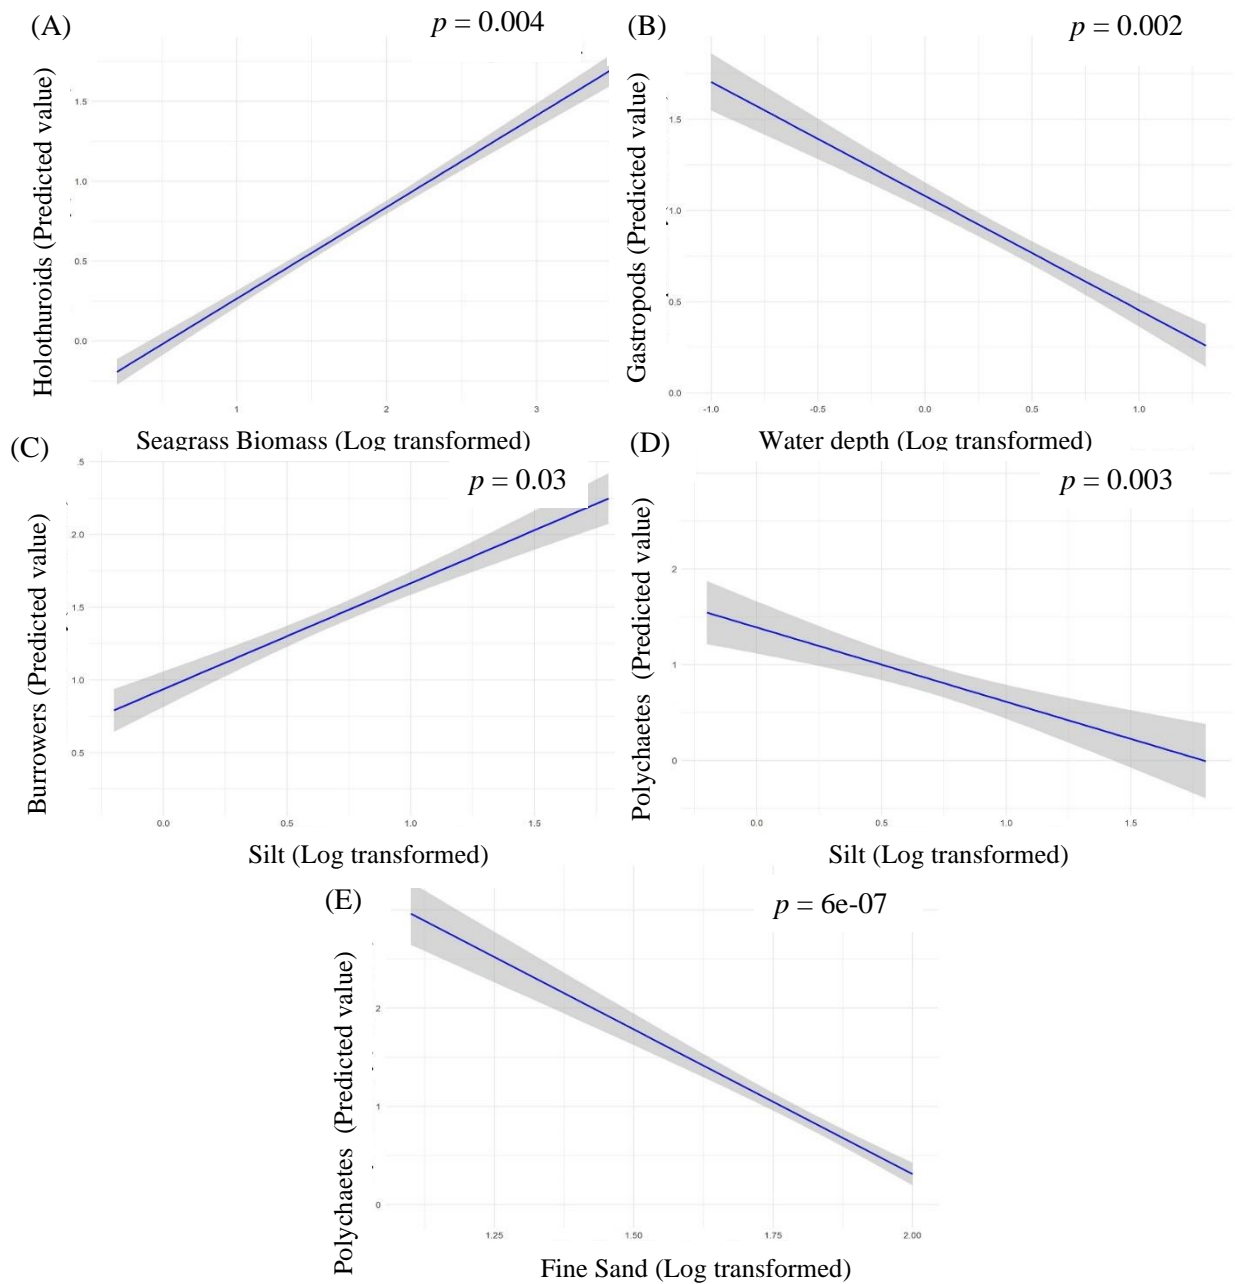 (A)
p = 0.004
Holothuroids (Predicted value)
1.5
1.0
0.5
0.0
1 2 3
Seagrass Biomass (Log transformed)
(B)
p = 0.002
Gastropods (Predicted value)
1.5
1.0
0.5
0.0
-1.0 -0.5 0.0 0.5 1.0
Water depth (Log transformed)
(C)
p = 0.03
Burrowers (Predicted value)
.5
2.0
1.5
1.0
0.5
0.0 0.5 1.0 1.5
Silt (Log transformed)
(D)
p = 0.003
Polychaetes (Predicted value)
2
1
0
0.0 0.5 1.0 1.5
Silt (Log transformed)
(E)
p = 6e-07
Polychaetes (Predicted value)
2
1
0
1.25 1.50 1.75 2.00
Fine Sand (Log transformed)